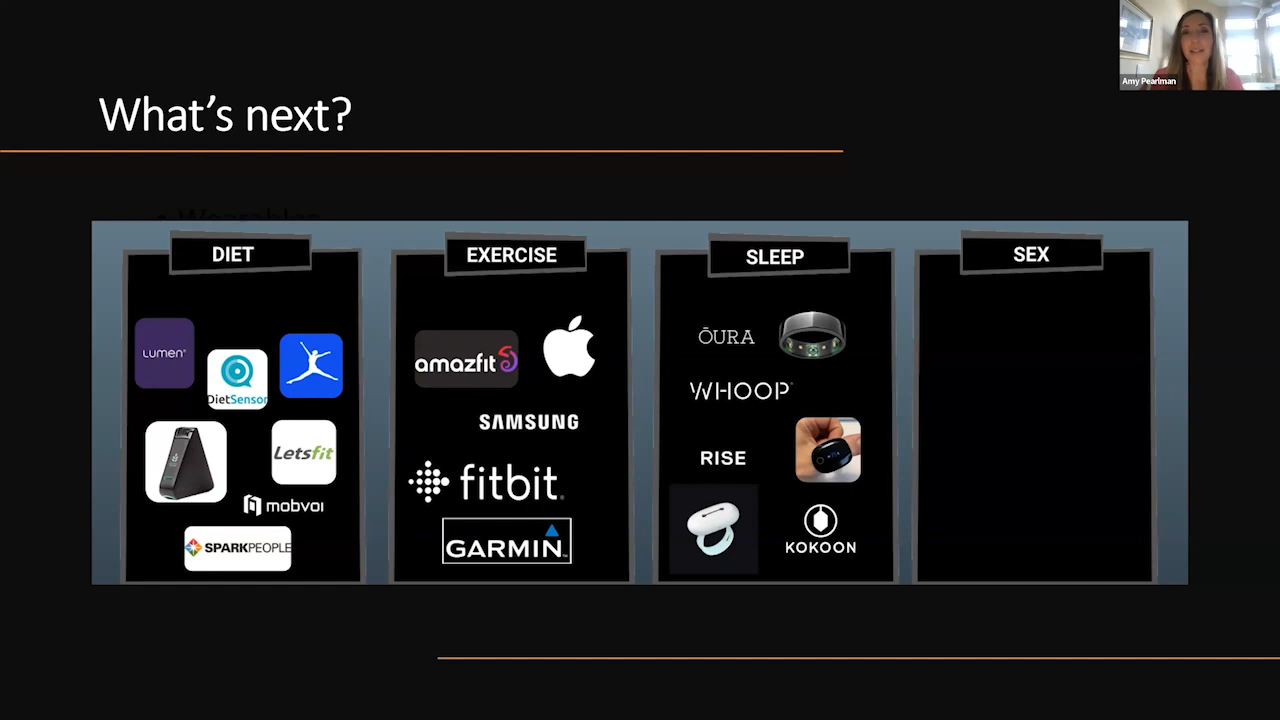 Amy Pearlman
What's next?
• Wearables
DIET
EXERCISE
SLEEP
SEX
LUMEN
DietSensor
Letsfit
mobvoi
SPARKPEOPLE
amazfit
SAMSUNG
fitbit.
GARMIN
ŌURA
WHOOP
RISE
KOKOON